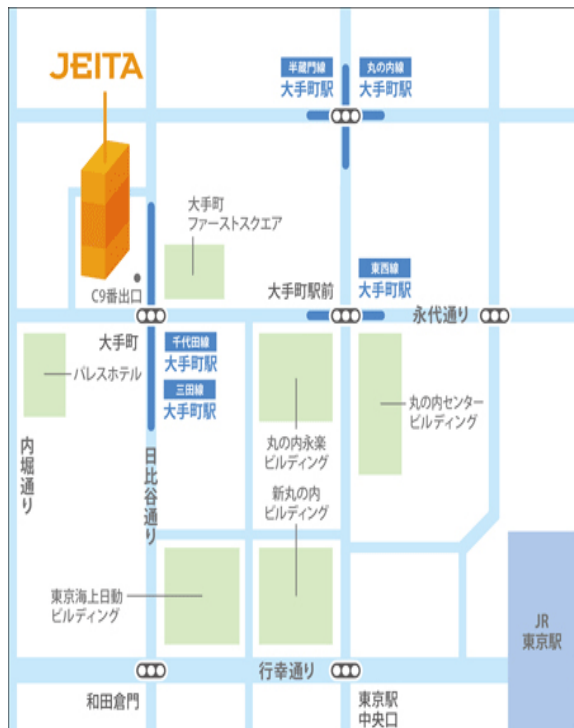 JEITA
半蔵門線
大手町駅
丸の内線
大手町駅
大手町
ファーストスクエア
C9番出口
大手町駅前
東西線
大手町駅
永代通り
大手町
千代田線
大手町駅
三田線
大手町駅
パレスホテル
丸の内永楽
ビルディング
丸の内センター
ビルディング
内堀通り
日比谷通り
新丸の内
ビルディング
東京海上日動
ビルディング
JR
東京駅
行幸通り
和田倉門
東京駅
中央口